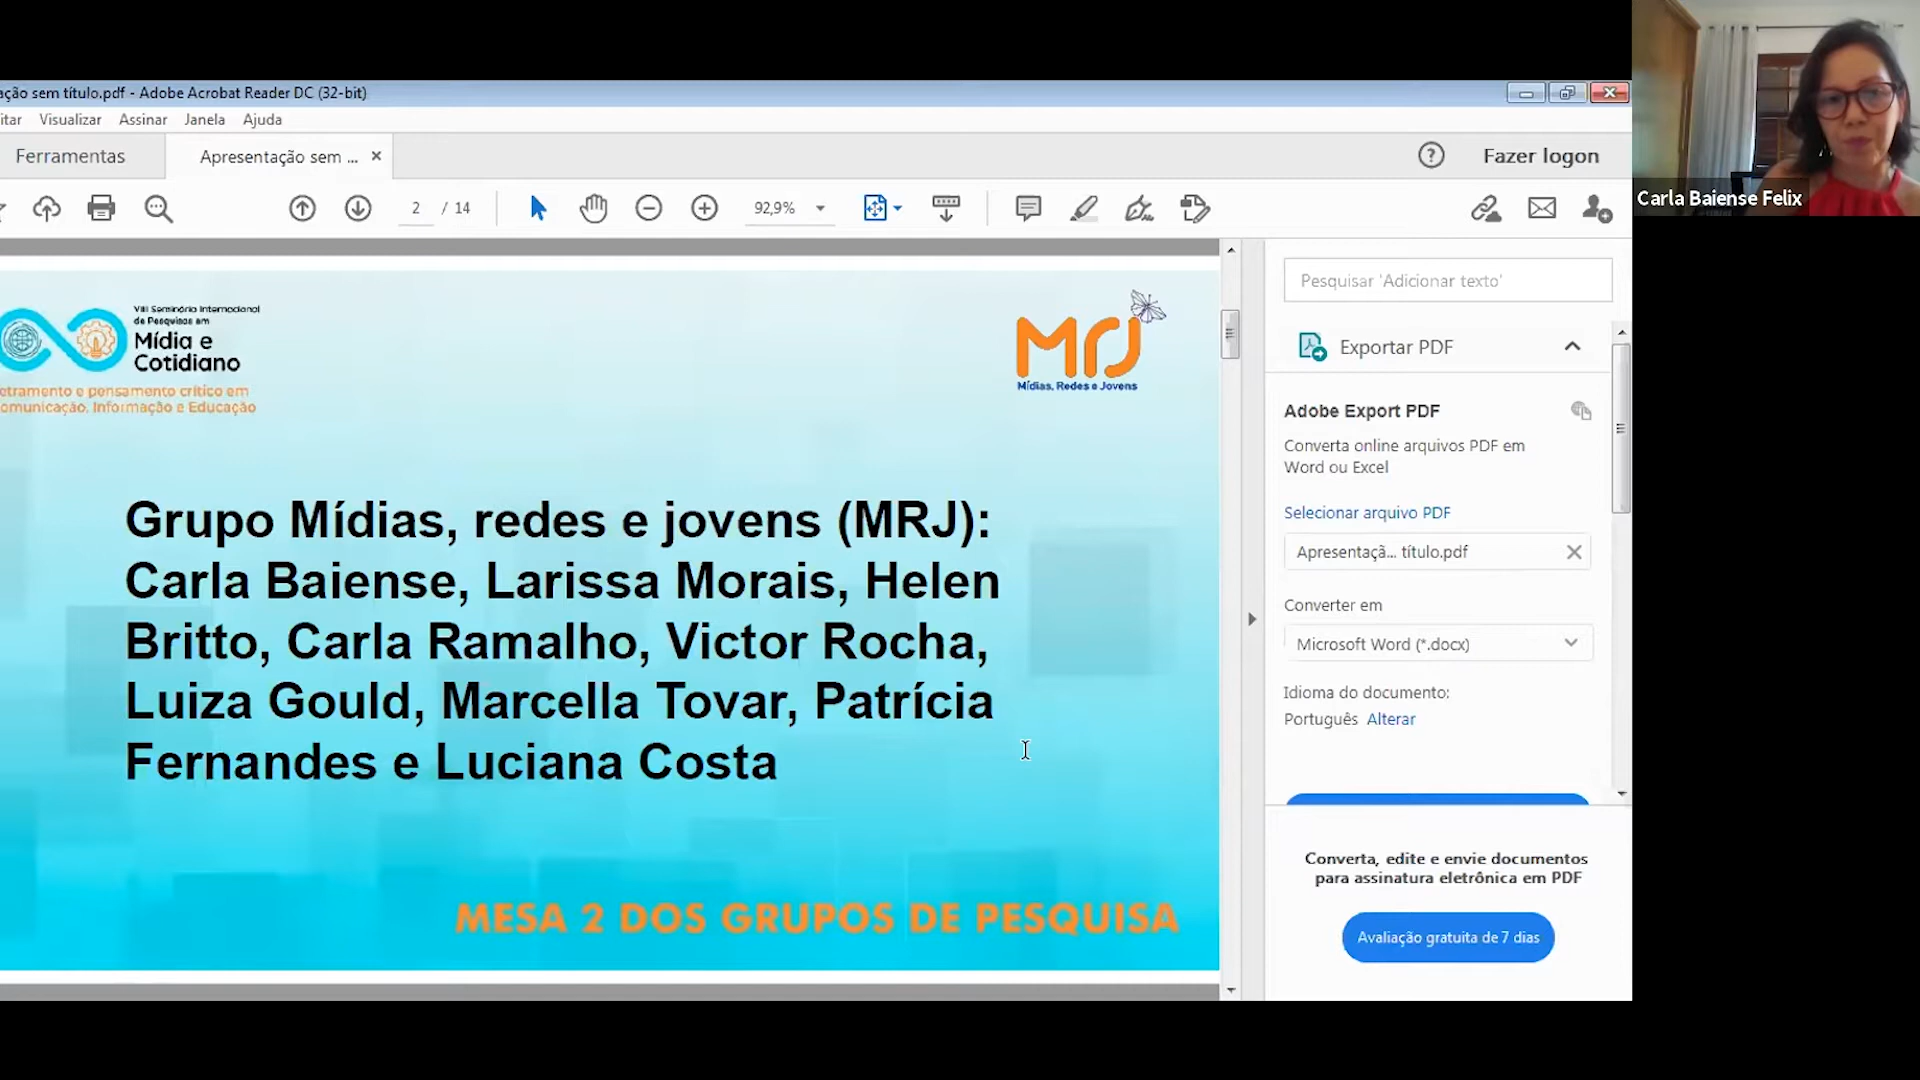 ação sem título.pdf - Adobe Acrobat Reader DC (32-bit)
itar Visualizar Assinar Janela Ajuda
Ferramentas Apresentação sem ... Fazer logon
2 / 14 92,9%
Carla Baiense Felix
Pesquisar 'Adicionar texto'
VIII Seminário Internacional
de Pesquisas em
Mídia e
Cotidiano
etramento e pensamento crítico em
omunicação, Informação e Educação
MRJ
Mídias, Redes e Jovens
Grupo Mídias, redes e jovens (MRJ):
Carla Baiense, Larissa Morais, Helen
Britto, Carla Ramalho, Victor Rocha,
Luiza Gould, Marcella Tovar, Patrícia
Fernandes e Luciana Costa
MESA 2 DOS GRUPOS DE PESQUISA
Exportar PDF
Adobe Export PDF
Converta online arquivos PDF em
Word ou Excel
Selecionar arquivo PDF
Apresentaçã... título.pdf
Converter em
Microsoft Word (*.docx)
Idioma do documento:
Português Alterar
Converta, edite e envie documentos
para assinatura eletrônica em PDF
Avaliação gratuita de 7 dias